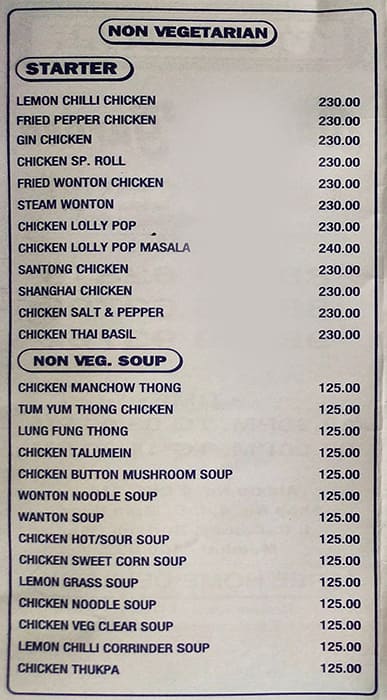 NON VEGETARIAN
STARTER
LEMON CHILLI CHICKEN 230.00
FRIED PEPPER CHICKEN 230.00
GIN CHICKEN 230.00
CHICKEN SP. ROLL 230.00
FRIED WONTON CHICKEN 230.00
STEAM WONTON 230.00
CHICKEN LOLLY POP 230.00
CHICKEN LOLLY POP MASALA 240.00
SANTONG CHICKEN 230.00
SHANGHAI CHICKEN 230.00
CHICKEN SALT & PEPPER 230.00
CHICKEN THAI BASIL 230.00
NON VEG. SOUP
CHICKEN MANCHOW THONG 125.00
TUM YUM THONG CHICKEN 125.00
LUNG FUNG THONG 125.00
CHICKEN TALUMEIN 125.00
CHICKEN BUTTON MUSHROOM SOUP 125.00
WONTON NOODLE SOUP 125.00
WANTON SOUP 125.00
CHICKEN HOT/SOUR SOUP 125.00
CHICKEN SWEET CORN SOUP 125.00
LEMON GRASS SOUP 125.00
CHICKEN NOODLE SOUP 125.00
CHICKEN VEG CLEAR SOUP 125.00
LEMON CHILLI CORRINDER SOUP 125.00
CHICKEN THUKPA 125.00